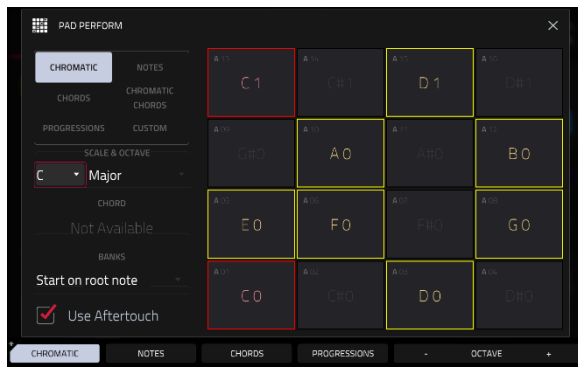 PAD PERFORM
CHROMATIC
NOTES
CHORDS
CHROMATIC
CHORDS
PROGRESSIONS
CUSTOM
SCALE & OCTAVE
C
Major
CHORD
Not Available
BANKS
Start on root note
Use Aftertouch
A 13
A 14
A 15
A 16
C 1
C# 1
D 1
D# 1
A 09
A 10
A 11
A 12
D#0
A 0
A#0
B 0
A 05
A 06
A 07
A 08
E 0
F 0
F#0
G 0
A 01
A 02
A 03
A 04
C 0
C#0
D 0
D#0
CHROMATIC
NOTES
CHORDS
PROGRESSIONS
- OCTAVE +